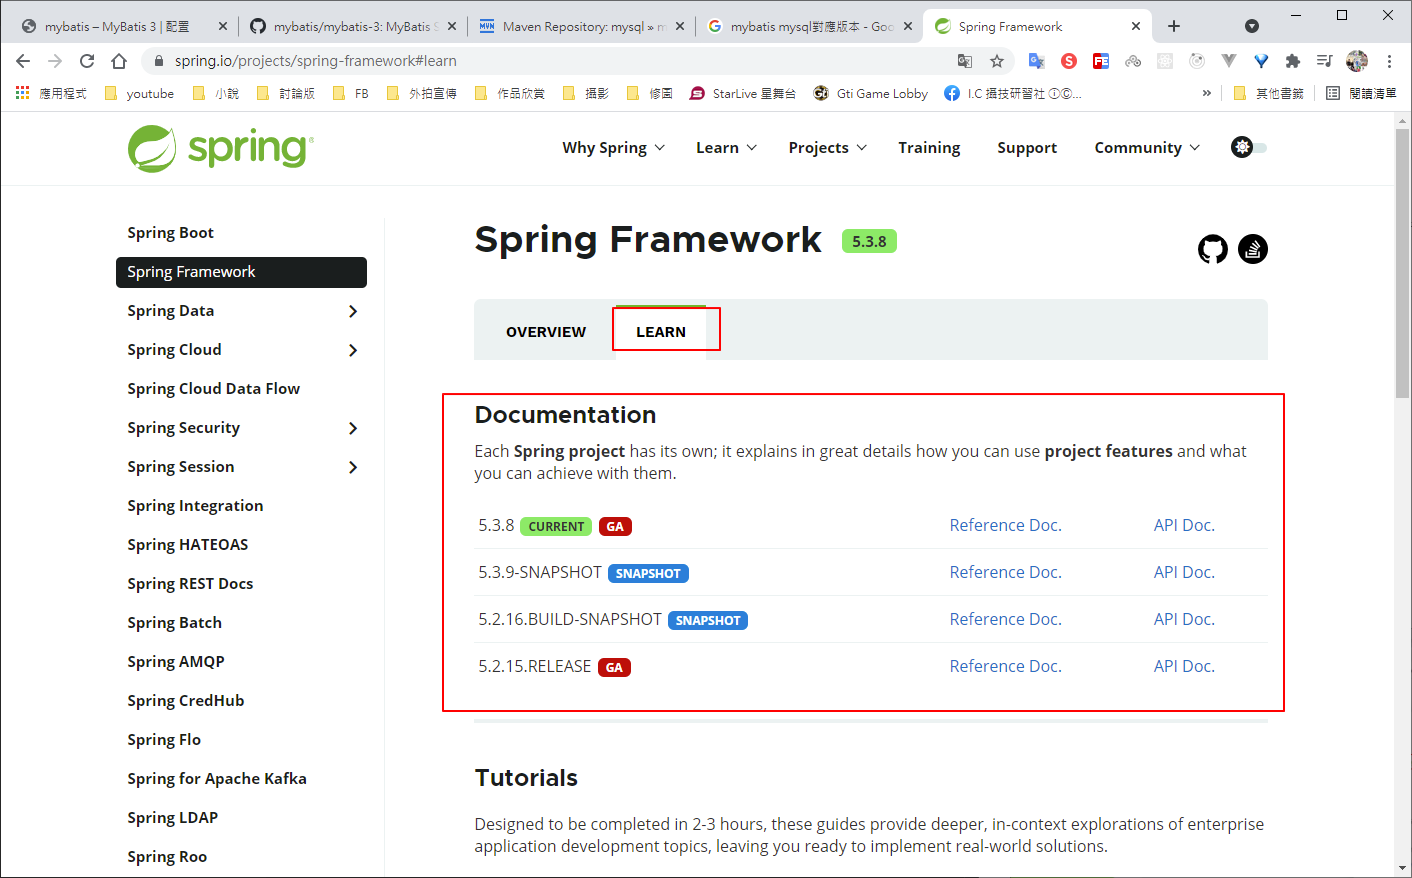 mybatis – MyBatis 3 | 配置
mybatis/mybatis-3: MyBatis S
Maven Repository: mysql » m
mybatis mysql對應版本 - Goo
Spring Framework
spring.io/projects/spring-framework#learn
應用程式
youtube
小說
討論版
FB
外拍宣傳
作品欣賞
攝影
修圖
StarLive 星舞台
Gti Game Lobby
I.C 攝技研習社 ⓘⒸ...
»
其他書籤
閱讀清單
spring
Why Spring
Learn
Projects
Training
Support
Community
Spring Boot
Spring Framework
Spring Data
Spring Cloud
Spring Cloud Data Flow
Spring Security
Spring Session
Spring Integration
Spring HATEOAS
Spring REST Docs
Spring Batch
Spring AMQP
Spring CredHub
Spring Flo
Spring for Apache Kafka
Spring LDAP
Spring Roo
Spring Framework 5.3.8
OVERVIEW
LEARN
Documentation
Each Spring project has its own; it explains in great details how you can use project features and what
you can achieve with them.
5.3.8 CURRENT GA Reference Doc. API Doc.
5.3.9-SNAPSHOT SNAPSHOT Reference Doc. API Doc.
5.2.16.BUILD-SNAPSHOT SNAPSHOT Reference Doc. API Doc.
5.2.15.RELEASE GA Reference Doc. API Doc.
Tutorials
Designed to be completed in 2-3 hours, these guides provide deeper, in-context explorations of enterprise
application development topics, leaving you ready to implement real-world solutions.